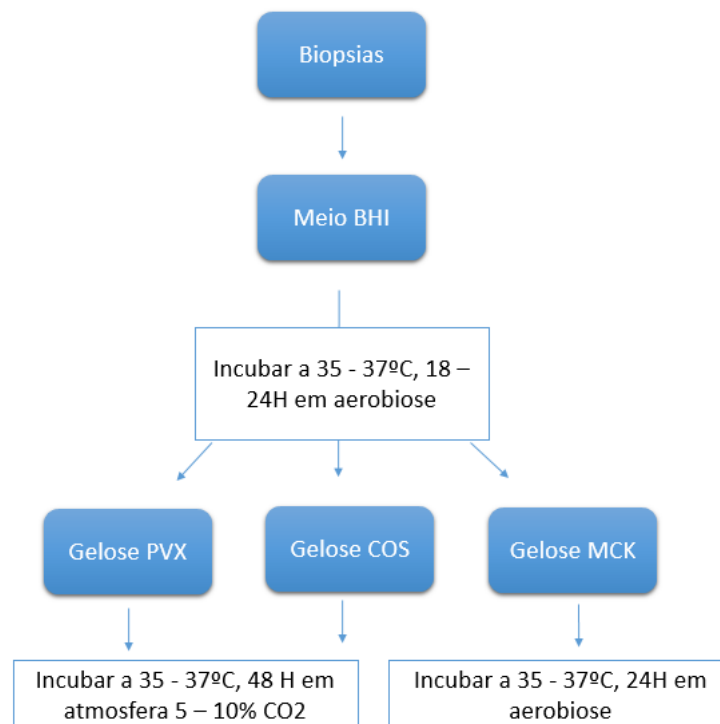 Biopsias
Meio BHI
Incubar a 35 - 37ºC, 18 –
24H em aerobiose
Gelose PVX
Gelose COS
Gelose MCK
Incubar a 35 - 37ºC, 48 H em
atmosfera 5 – 10% CO2
Incubar a 35 - 37ºC, 24H em
aerobiose